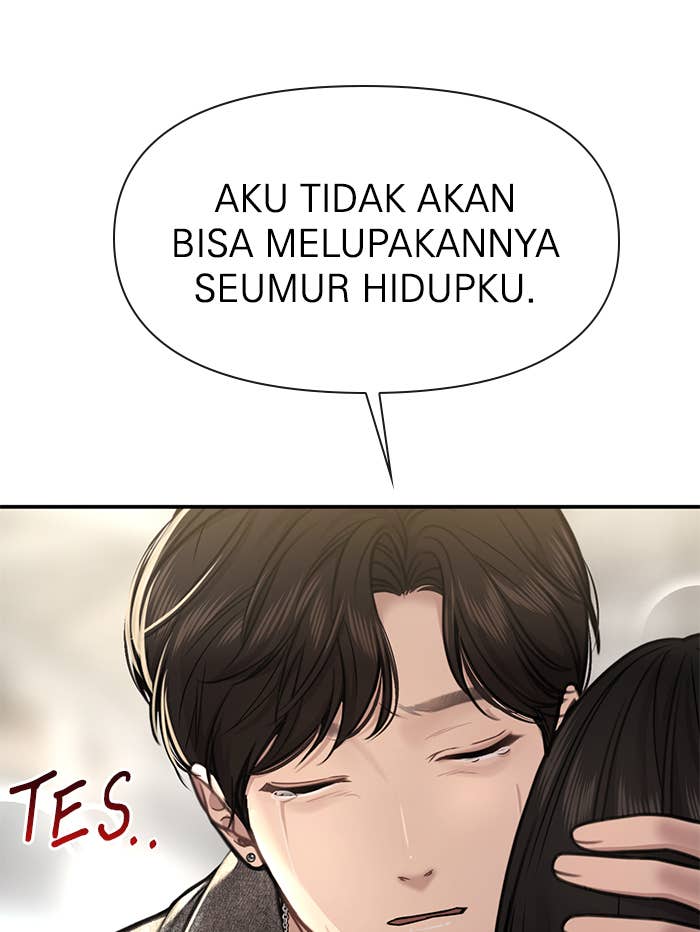 AKU TIDAK AKAN
BISA MELUPAKANNYA
SEUMUR HIDUPKU.
TES..